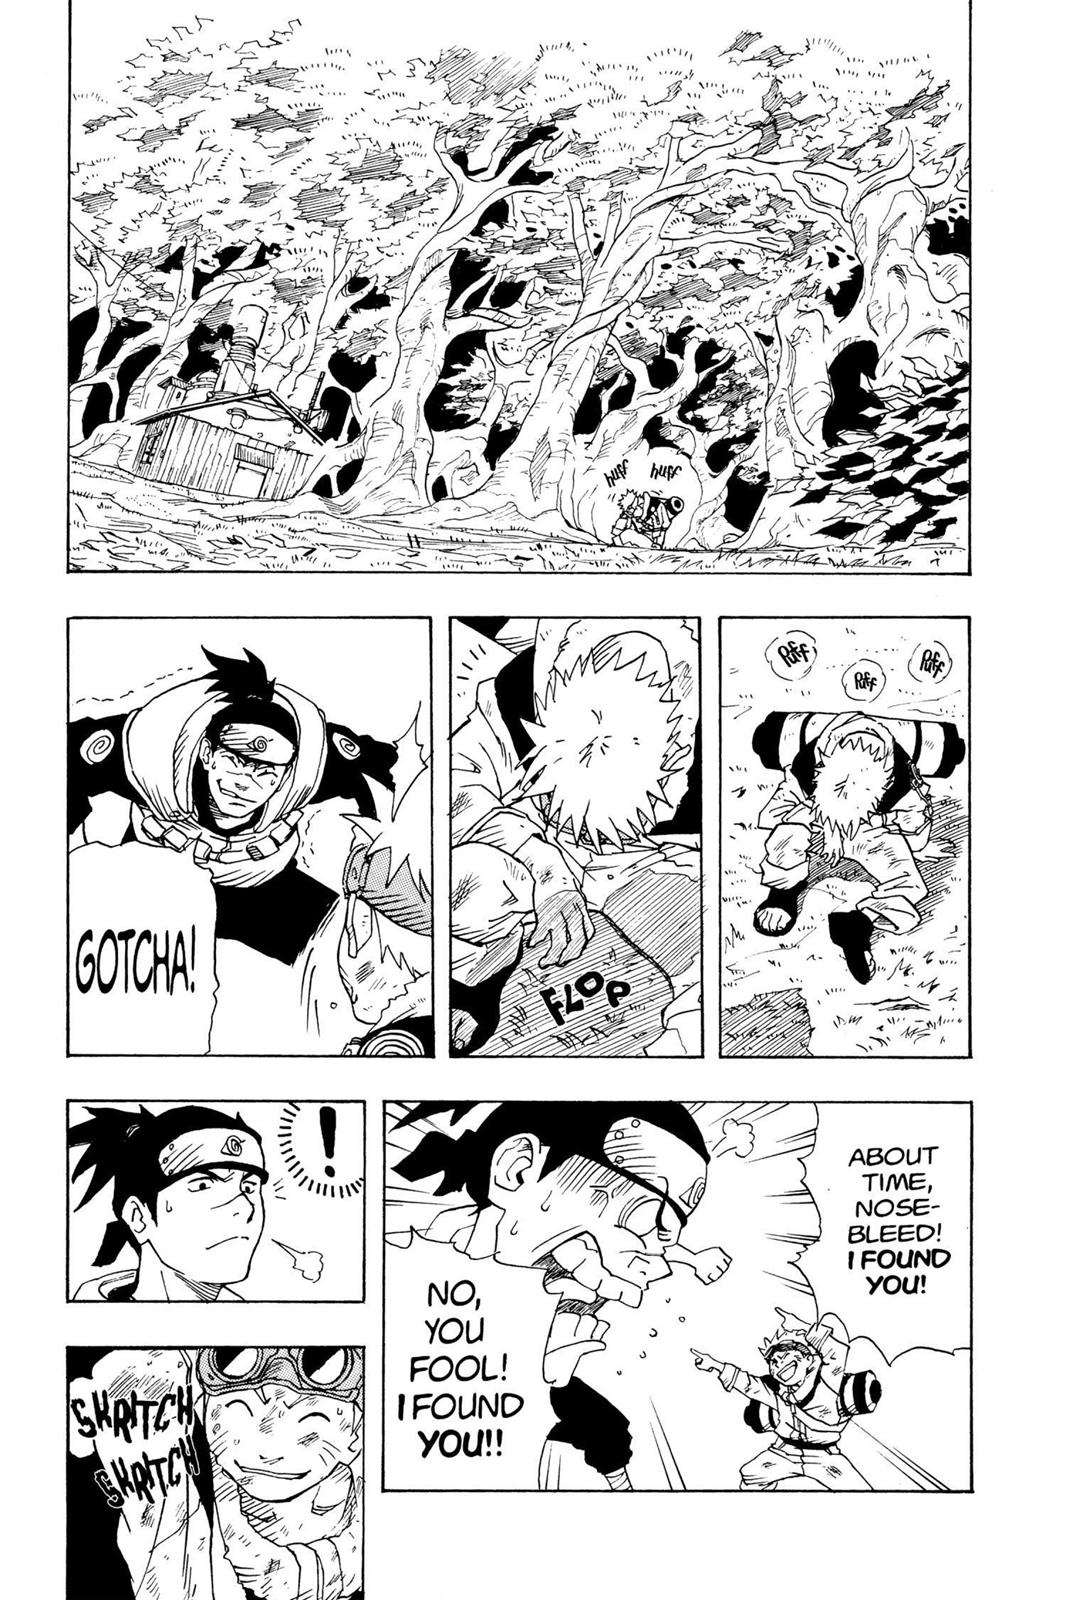 huff
huff
Puff
Puff
Puff
FLOP
GOTCHA!
ABOUT
TIME,
NOSE-
BLEED!
I FOUND
YOU!
NO,
YOU
FOOL!
I FOUND
YOU!!
!
SKRITCH
SKRITCH